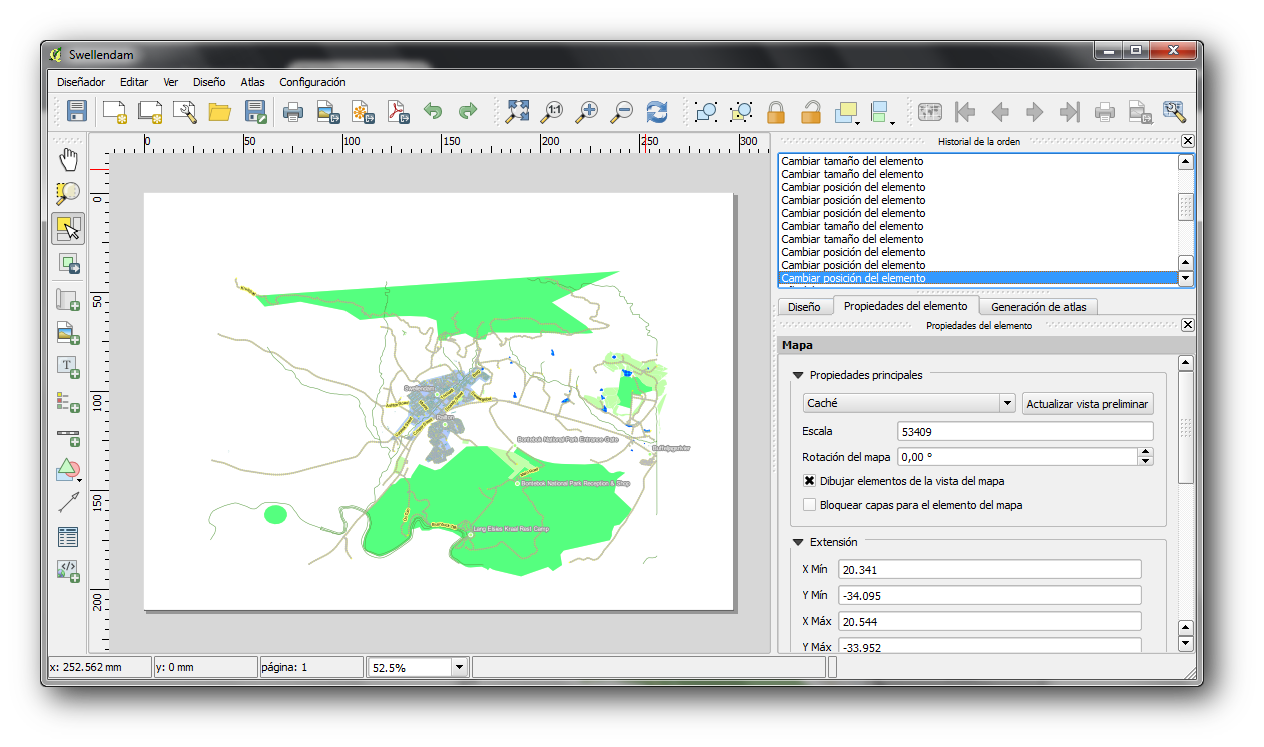 Swellendam
Diseñador Editar Ver Diseño Atlas Configuración
1:1
T
</>
0 50 100 150 200 250 300
0
50
100
150
200
Swellendam
Railton
Bontebok National Park Entrance Gate
Buffeljagsrivier
Bontebok National Park Reception & Shop
Lang Elsies Kraal Rest Camp
Historial de la orden
Cambiar tamaño del elemento
Cambiar tamaño del elemento
Cambiar posición del elemento
Cambiar posición del elemento
Cambiar posición del elemento
Cambiar tamaño del elemento
Cambiar tamaño del elemento
Cambiar posición del elemento
Cambiar posición del elemento
Cambiar posición del elemento
Diseño Propiedades del elemento Generación de atlas
Propiedades del elemento
Mapa
Propiedades principales
Caché Actualizar vista preliminar
Escala 53409
Rotación del mapa 0,00 °
Dibujar elementos de la vista del mapa
Bloquear capas para el elemento del mapa
Extensión
X Mín 20.341
Y Mín -34.095
X Máx 20.544
Y Máx -33.952
x: 252.562 mm y: 0 mm página: 1 52.5%